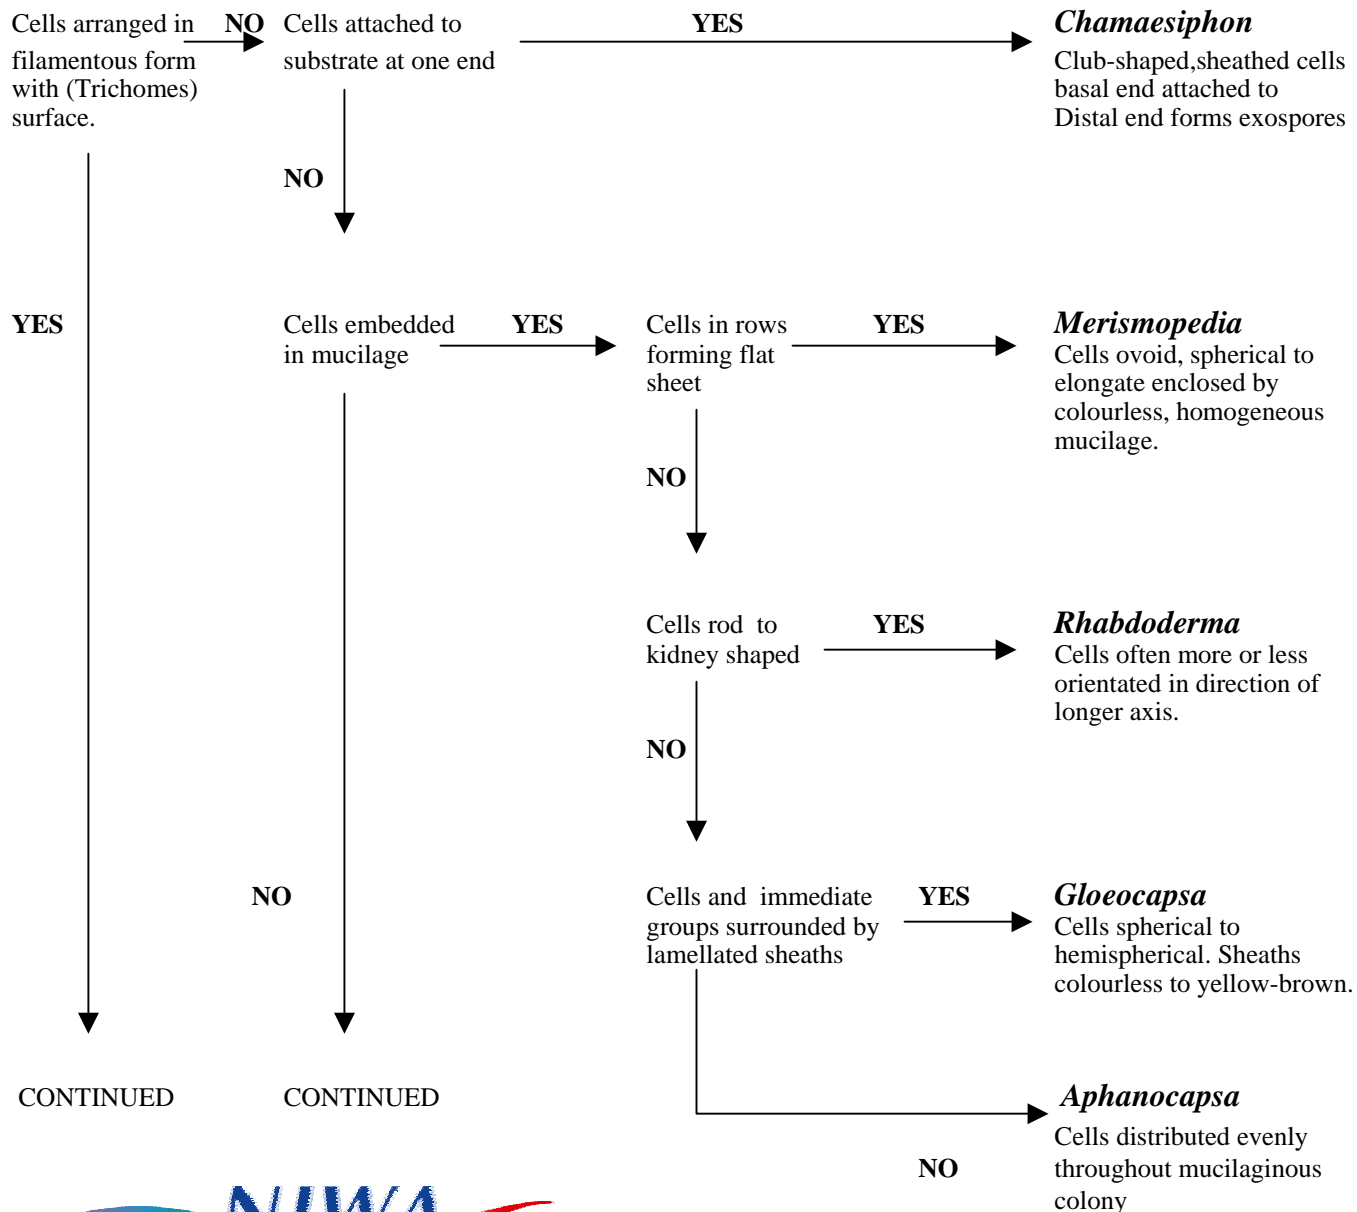 Cells arranged in
filamentous form
with (Trichomes)
surface.
NO
Cells attached to
substrate at one end
YES
Chamaesiphon
Club-shaped,sheathed cells
basal end attached to
Distal end forms exospores
NO
YES
Cells embedded
in mucilage
YES
Cells in rows
forming flat
sheet
YES
Merismopedia
Cells ovoid, spherical to
elongate enclosed by
colourless, homogeneous
mucilage.
NO
Cells rod to
kidney shaped
YES
Rhabdoderma
Cells often more or less
orientated in direction of
longer axis.
NO
NO
Cells and immediate
groups surrounded by
lamellated sheaths
YES
Gloeocapsa
Cells spherical to
hemispherical. Sheaths
colourless to yellow-brown.
CONTINUED
CONTINUED
NO
Aphanocapsa
Cells distributed evenly
throughout mucilaginous
colony
NIWA